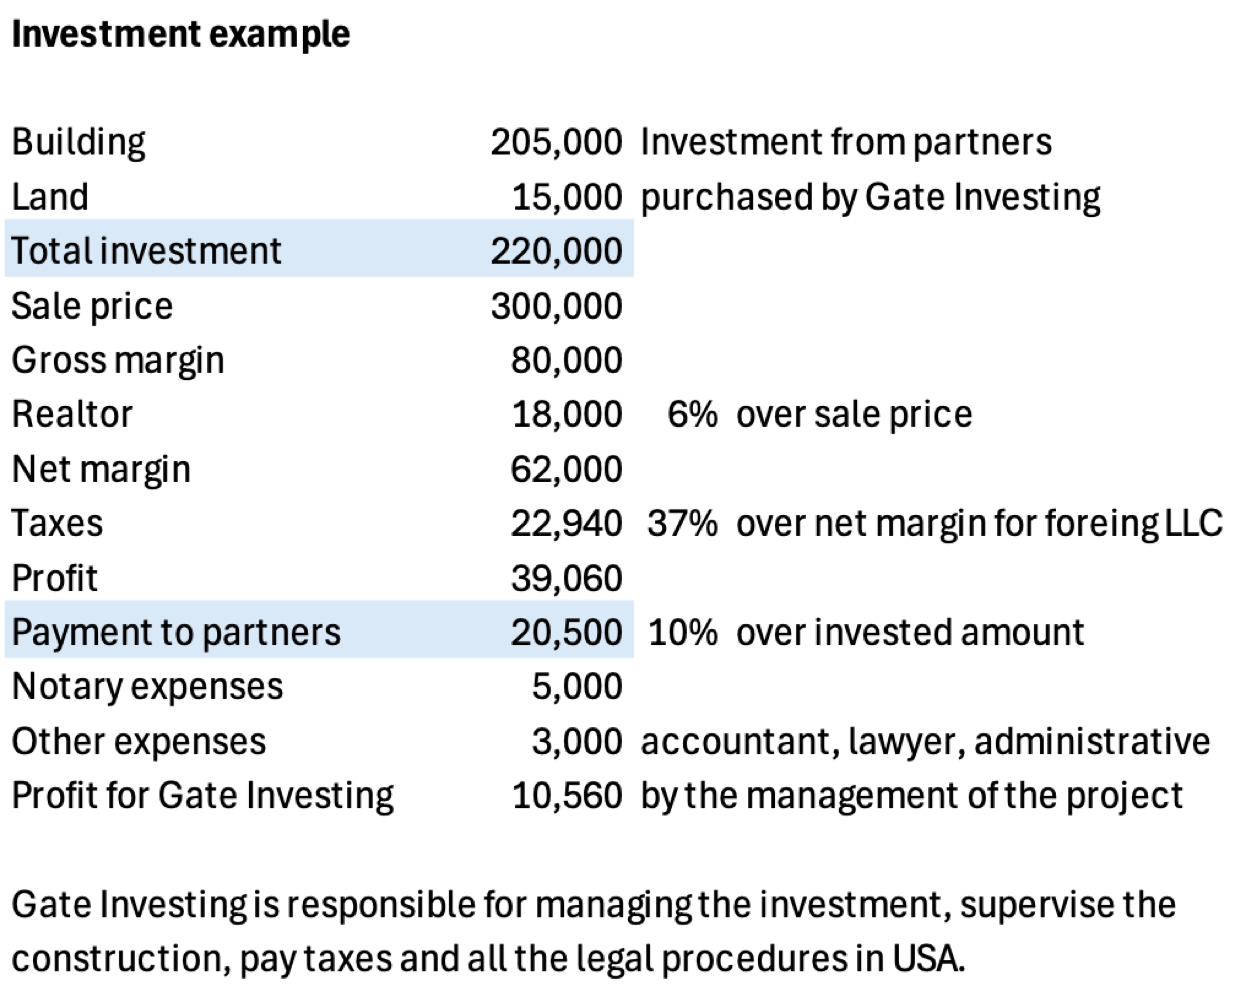 Investment example
Building 205,000 Investment from partners
Land 15,000 purchased by Gate Investing
Total investment 220,000
Sale price 300,000
Gross margin 80,000
Realtor 18,000 6% over sale price
Net margin 62,000
Taxes 22,940 37% over net margin for foreing LLC
Profit 39,060
Payment to partners 20,500 10% over invested amount
Notary expenses 5,000
Other expenses 3,000 accountant, lawyer, administrative
Profit for Gate Investing 10,560 by the management of the project
Gate Investing is responsible for managing the investment, supervise the
construction, pay taxes and all the legal procedures in USA.